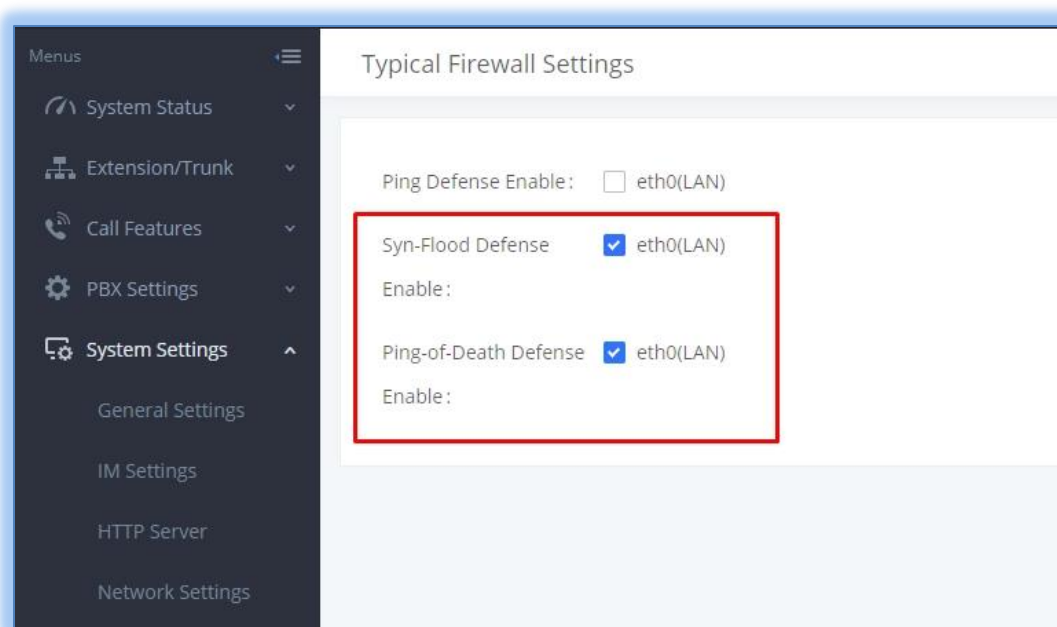 Menus
System Status
Extension/Trunk
Call Features
PBX Settings
System Settings
General Settings
IM Settings
HTTP Server
Network Settings
Typical Firewall Settings
Ping Defense Enable: eth0(LAN)
Syn-Flood Defense eth0(LAN)
Enable:
Ping-of-Death Defense eth0(LAN)
Enable: